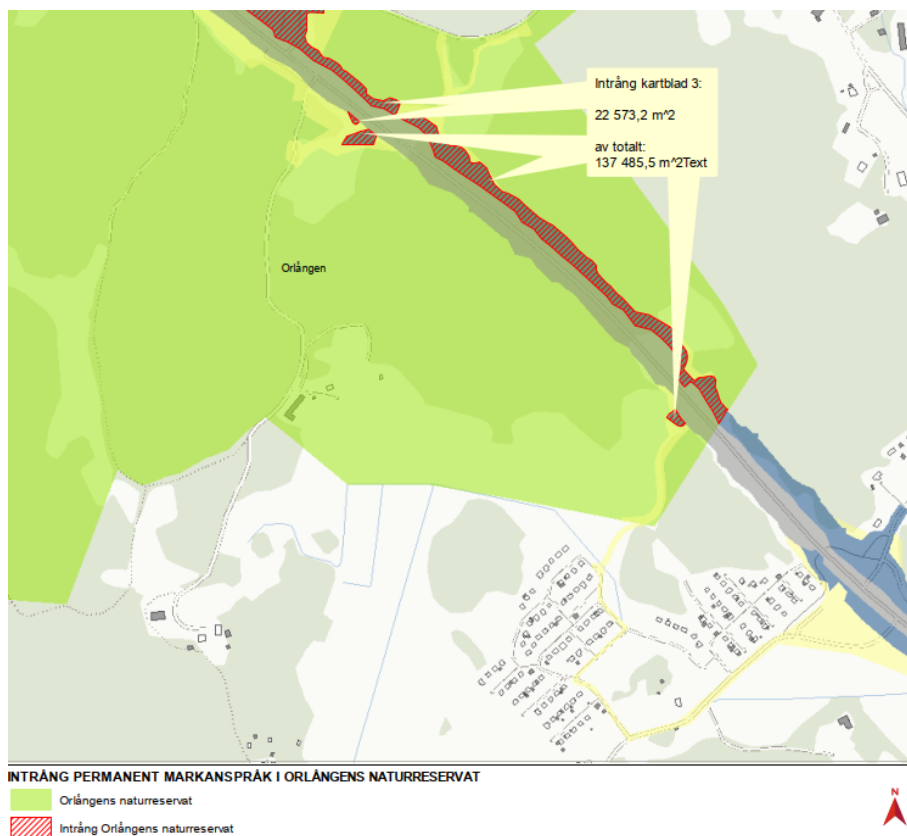 Intrång kartblad 3:
22 573,2 m^2
av totalt:
137 485,5 m^2Text
Orlången
INTRÅNG PERMANENT MARKANSPRÅK I ORLÅNGENS NATURRESERVAT
Orlångens naturreservat
Intrång Orlångens naturreservat
N